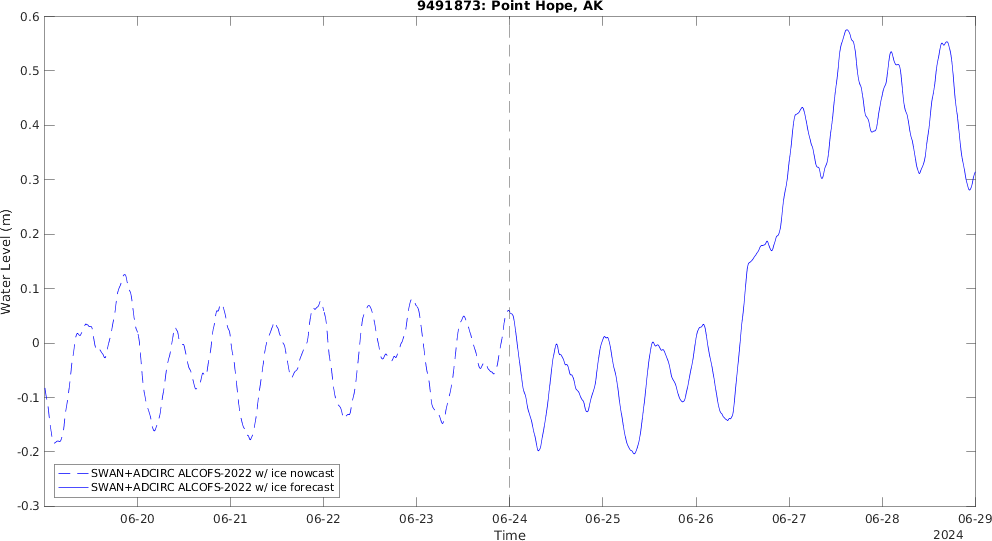 9491873: Point Hope, AK
0.6
0.5
0.4
0.3
0.2
0.1
0
-0.1
-0.2
-0.3
Water Level (m)
SWAN+ADCIRC ALCOFS-2022 w/ ice nowcast
SWAN+ADCIRC ALCOFS-2022 w/ ice forecast
06-20 06-21 06-22 06-23 06-24 06-25 06-26 06-27 06-28 06-29
Time
2024